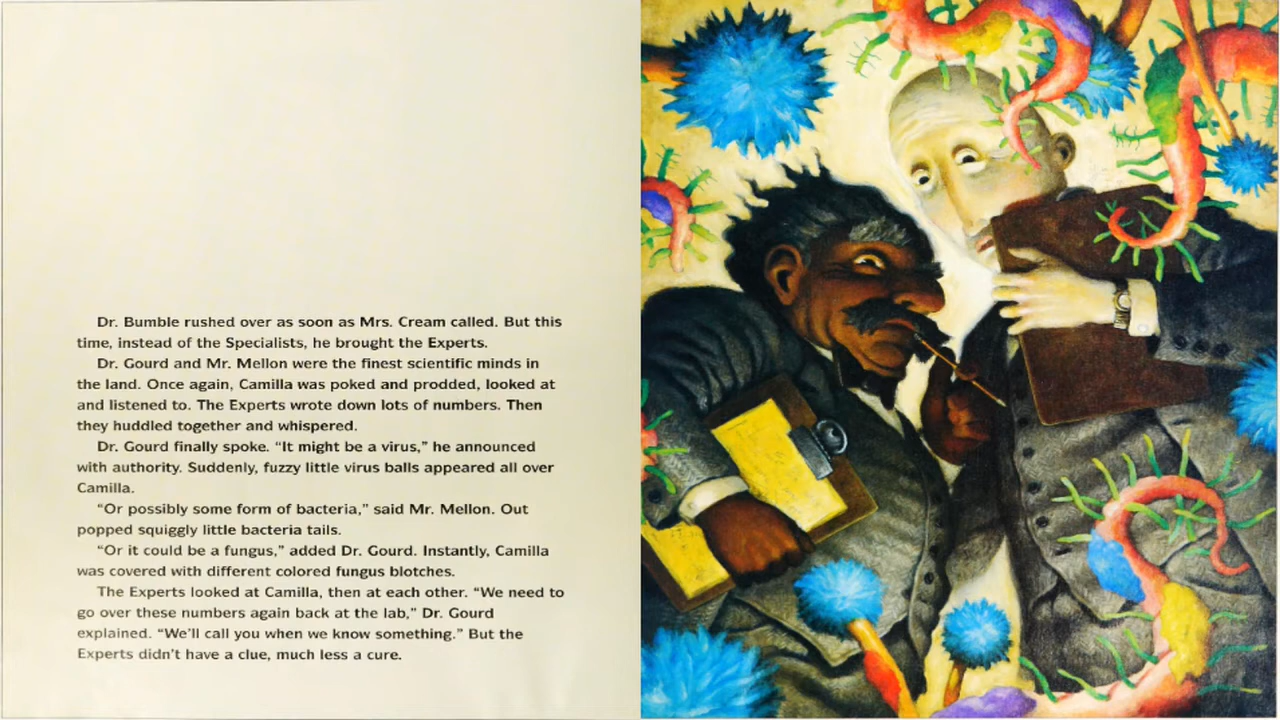 Dr. Bumble rushed over as soon as Mrs. Cream called. But this
time, instead of the Specialists, he brought the Experts.
Dr. Gourd and Mr. Mellon were the finest scientific minds in
the land. Once again, Camilla was poked and prodded, looked at
and listened to. The Experts wrote down lots of numbers. Then
they huddled together and whispered.
Dr. Gourd finally spoke. “It might be a virus,” he announced
with authority. Suddenly, fuzzy little virus balls appeared all over
Camilla.
“Or possibly some form of bacteria,” said Mr. Mellon. Out
popped squiggly little bacteria tails.
“Or it could be a fungus,” added Dr. Gourd. Instantly, Camilla
was covered with different colored fungus blotches.
The Experts looked at Camilla, then at each other. “We need to
go over these numbers again back at the lab,” Dr. Gourd
explained. “We’ll call you when we know something.” But the
Experts didn’t have a clue, much less a cure.